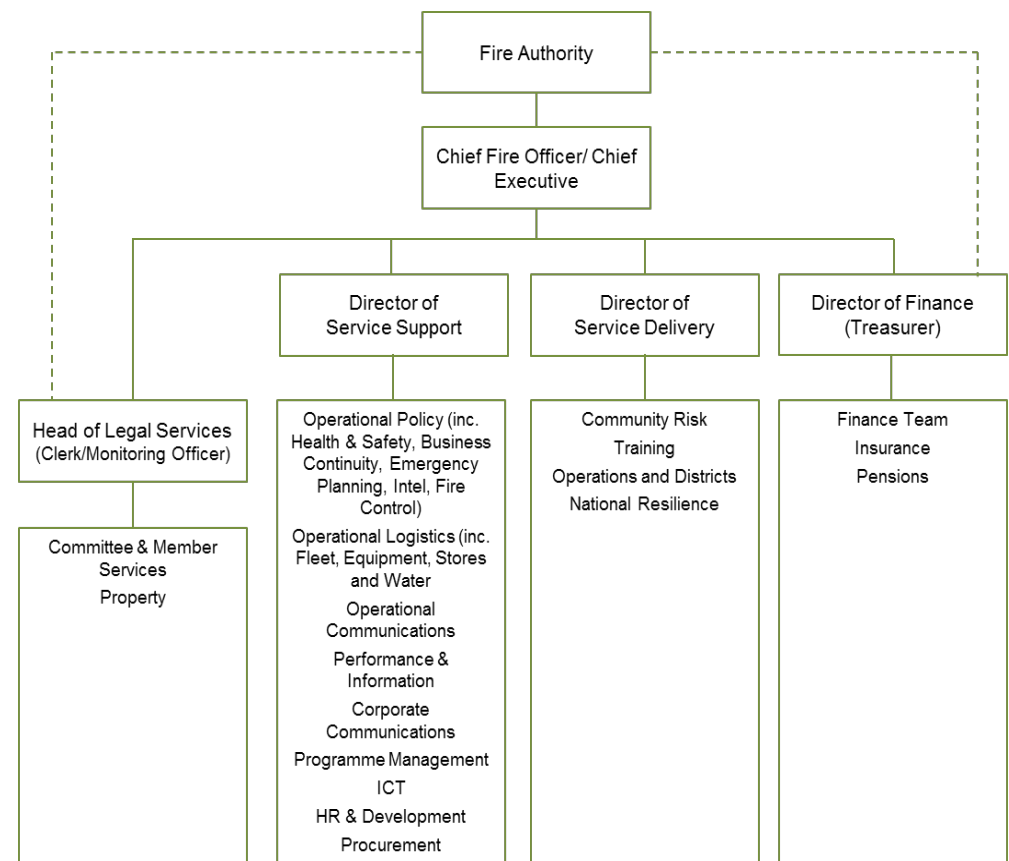 Fire Authority
Chief Fire Officer/ Chief
Executive
Director of
Service Support
Director of
Service Delivery
Director of Finance
(Treasurer)
Head of Legal Services
(Clerk/Monitoring Officer)
Committee & Member
Services
Property
Operational Policy (inc.
Health & Safety, Business
Continuity, Emergency
Planning, Intel, Fire
Control)
Operational Logistics (inc.
Fleet, Equipment, Stores
and Water
Operational
Communications
Performance &
Information
Corporate
Communications
Programme Management
ICT
HR & Development
Procurement
Community Risk
Training
Operations and Districts
National Resilience
Finance Team
Insurance
Pensions